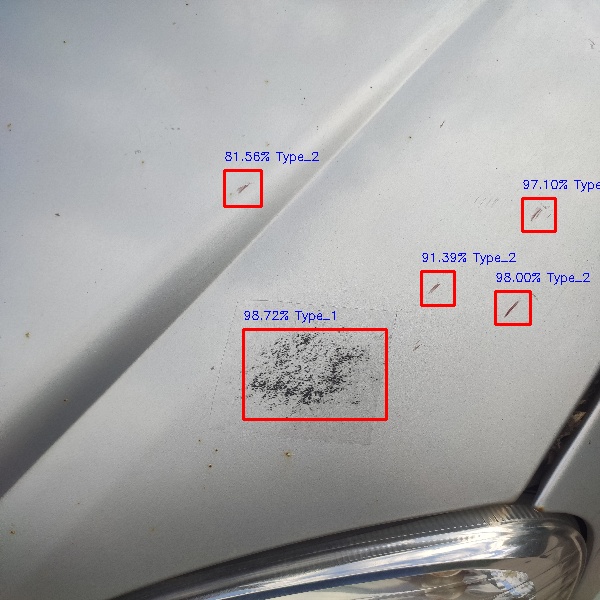 81.56% Type_2
97.10% Type
91.39% Type_2
98.00% Type_2
98.72% Type_1